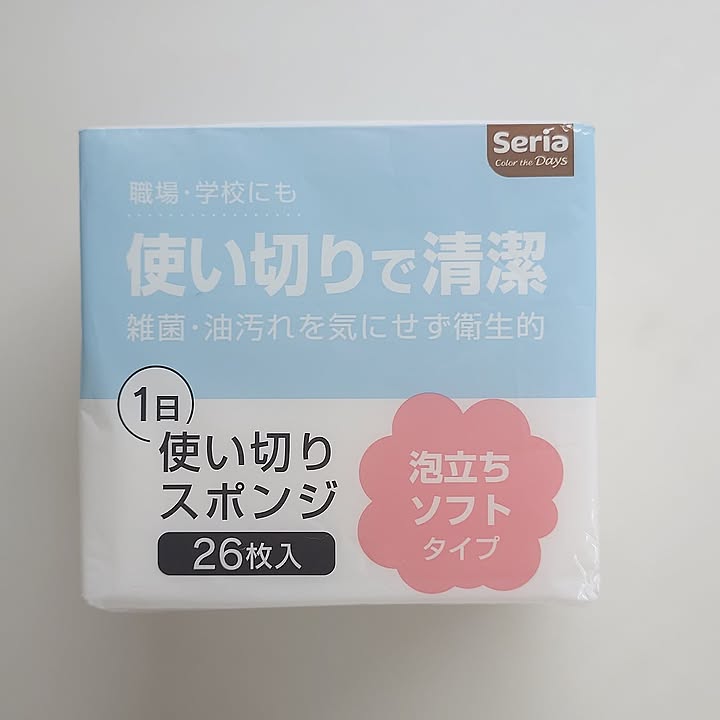 Seria
Color the Days
職場・学校にも
使い切りで清潔
雑菌・油汚れを気にせず衛生的
1日
使い切り
スポンジ
26枚入
泡立ち
ソフト
タイプ